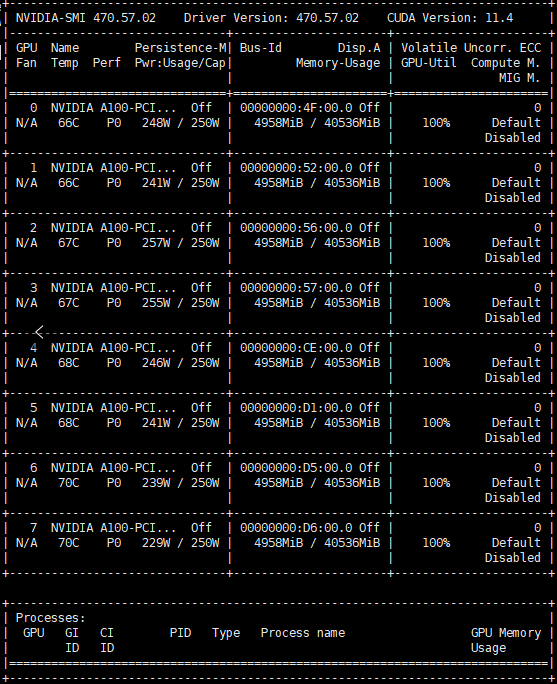 NVIDIA-SMI 470.57.02 Driver Version: 470.57.02 CUDA Version: 11.4
GPU Name Persistence-M| Bus-Id Disp.A | Volatile Uncorr. ECC
Fan Temp Perf Pwr:Usage/Cap| Memory-Usage | GPU-Util Compute M.
MIG M.
0 NVIDIA A100-PCI... Off | 00000000:4F:00.0 Off | 0
N/A 66C P0 248W / 250W | 4958MiB / 40536MiB | 100% Default
Disabled
1 NVIDIA A100-PCI... Off | 00000000:52:00.0 Off | 0
N/A 66C P0 241W / 250W | 4958MiB / 40536MiB | 100% Default
Disabled
2 NVIDIA A100-PCI... Off | 00000000:56:00.0 Off | 0
N/A 67C P0 257W / 250W | 4958MiB / 40536MiB | 100% Default
Disabled
3 NVIDIA A100-PCI... Off | 00000000:57:00.0 Off | 0
N/A 67C P0 255W / 250W | 4958MiB / 40536MiB | 100% Default
Disabled
4 NVIDIA A100-PCI... Off | 00000000:CE:00.0 Off | 0
N/A 68C P0 246W / 250W | 4958MiB / 40536MiB | 100% Default
Disabled
5 NVIDIA A100-PCI... Off | 00000000:D1:00.0 Off | 0
N/A 68C P0 241W / 250W | 4958MiB / 40536MiB | 100% Default
Disabled
6 NVIDIA A100-PCI... Off | 00000000:D5:00.0 Off | 0
N/A 70C P0 239W / 250W | 4958MiB / 40536MiB | 100% Default
Disabled
7 NVIDIA A100-PCI... Off | 00000000:D6:00.0 Off | 0
N/A 70C P0 229W / 250W | 4958MiB / 40536MiB | 100% Default
Disabled
Processes:
GPU GI CI PID Type Process name GPU Memory
ID ID Usage